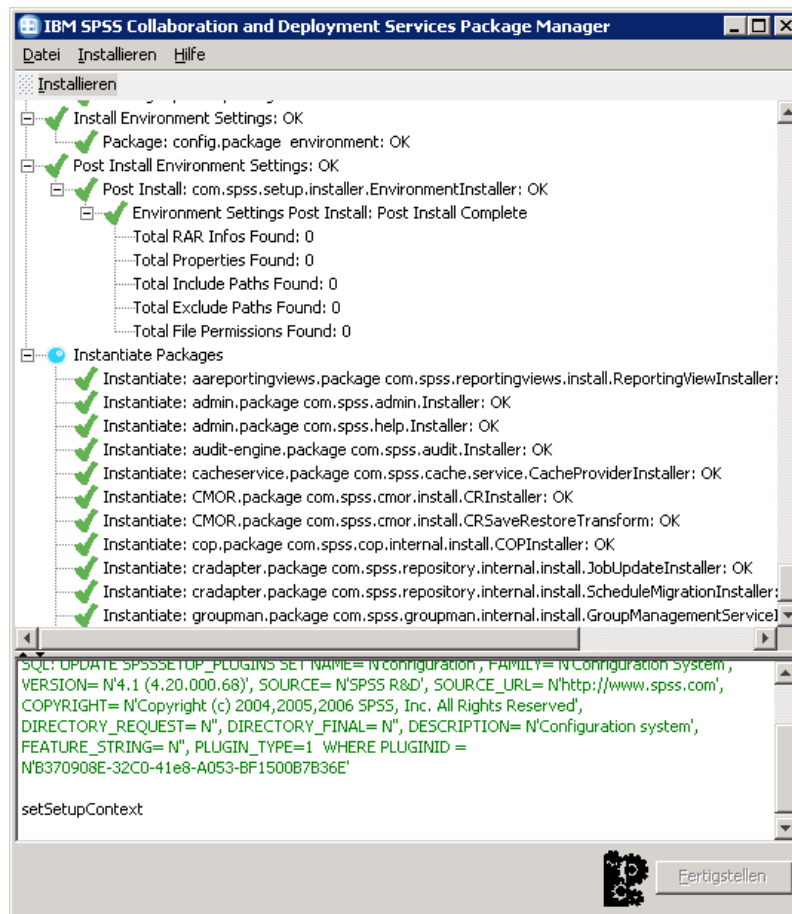 IBM SPSS Collaboration and Deployment Services Package Manager
Datei Installieren Hilfe
Installieren
Install Environment Settings: OK
Package: config.package environment: OK
Post Install Environment Settings: OK
Post Install: com.spss.setup.installer.EnvironmentInstaller: OK
Environment Settings Post Install: Post Install Complete
Total RAR Infos Found: 0
Total Properties Found: 0
Total Include Paths Found: 0
Total Exclude Paths Found: 0
Total File Permissions Found: 0
Instantiate Packages
Instantiate: aareportingviews.package com.spss.reportingviews.install.ReportingViewInstaller:
Instantiate: admin.package com.spss.admin.Installer: OK
Instantiate: admin.package com.spss.help.Installer: OK
Instantiate: audit-engine.package com.spss.audit.Installer: OK
Instantiate: cacheservice.package com.spss.cache.service.CacheProviderInstaller: OK
Instantiate: CMOR.package com.spss.cmor.install.CRInstaller: OK
Instantiate: CMOR.package com.spss.cmor.install.CRSaveRestoreTransform: OK
Instantiate: cop.package com.spss.cop.internal.install.COPInstaller: OK
Instantiate: cradapter.package com.spss.repository.internal.install.JobUpdateInstaller: OK
Instantiate: cradapter.package com.spss.repository.internal.install.ScheduleMigrationInstaller:
Instantiate: groupman.package com.spss.groupman.internal.install.GroupManagementServiceI
SQL: UPDATE SPSSSETUP_PLUGINS SET NAME= N'configuration', FAMILY= N'Configuration System',
VERSION= N'4.1 (4.20.000.68)', SOURCE= N'SPSS R&D', SOURCE_URL= N'http://www.spss.com',
COPYRIGHT= N'Copyright (c) 2004,2005,2006 SPSS, Inc. All Rights Reserved',
DIRECTORY_REQUEST= N'', DIRECTORY_FINAL= N'', DESCRIPTION= N'Configuration system',
FEATURE_STRING= N'', PLUGIN_TYPE=1 WHERE PLUGINID =
N'B370908E-32C0-41e8-A053-BF1500B7B36E'
setSetupContext
Fertigstellen